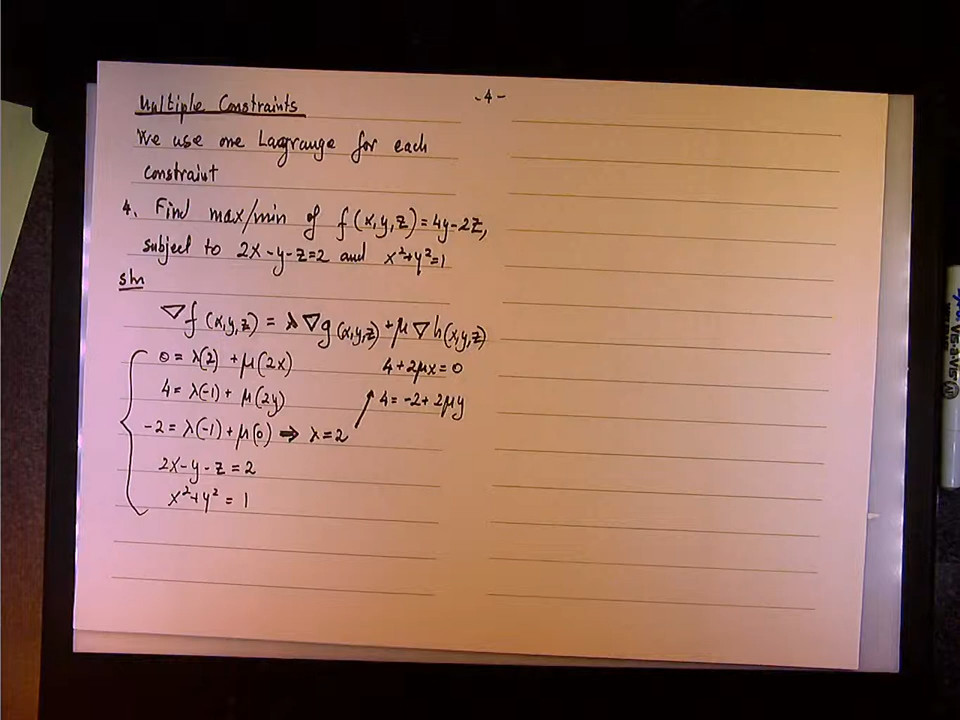 Multiple Constraints
-4-
We use one Lagrange for each
constraint
4. Find max/min of f(x,y,z)=4y-2z,
subject to 2x-y-z=2 and x²+y²=1
sln
∇f(x,y,z) = λ∇g(x,y,z)+μ∇h(x,y,z)
0 = λ(2) + μ(2x)
4 = λ(-1) + μ(2y)
-2 = λ(-1) + μ(0) ⇒ λ=2
2x-y-z = 2
x²+y² = 1
4+2μx = 0
4 = -2+2μy